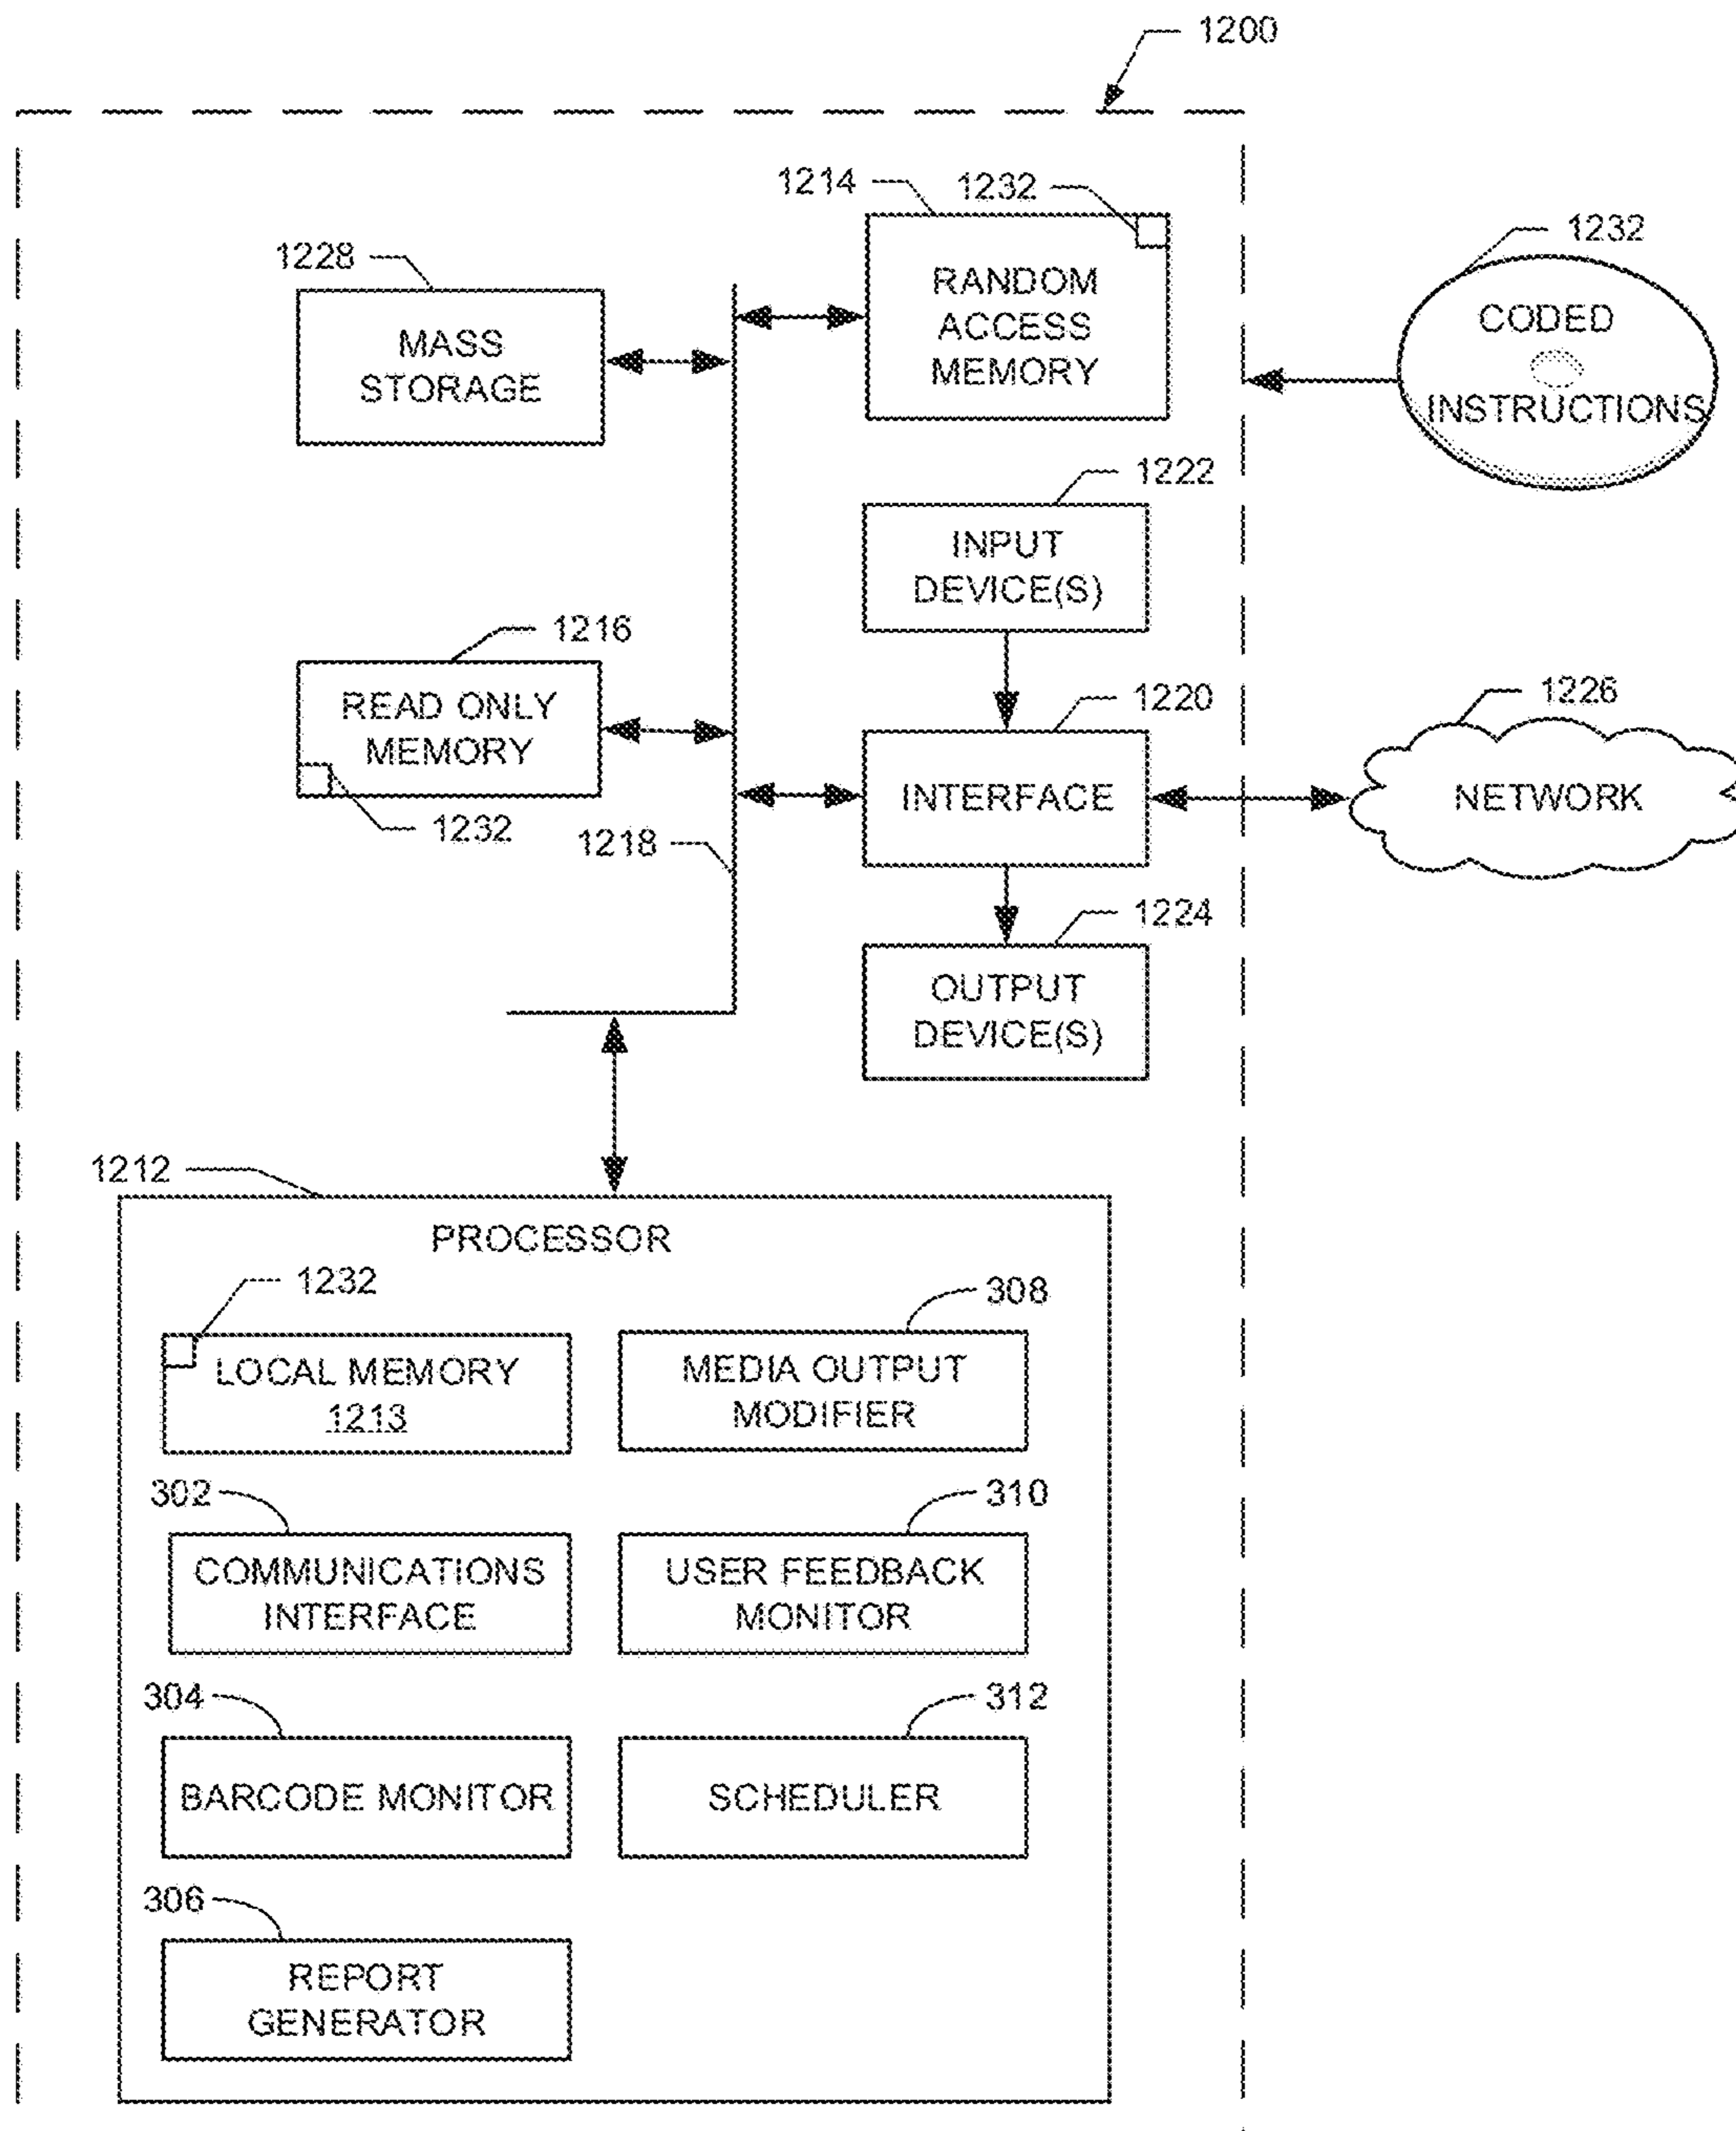 1200
1214
1232
1228
RANDOM
ACCESS
MEMORY
MASS
STORAGE
1232
CODED
INSTRUCTIONS
1222
INPUT
DEVICE(S)
1216
READ ONLY
MEMORY
1232
1218
1220
INTERFACE
1226
NETWORK
1224
OUTPUT
DEVICE(S)
1212
PROCESSOR
1232
LOCAL MEMORY
1213
308
MEDIA OUTPUT
MODIFIER
302
COMMUNICATIONS
INTERFACE
310
USER FEEDBACK
MONITOR
304
BARCODE MONITOR
312
SCHEDULER
306
REPORT
GENERATOR